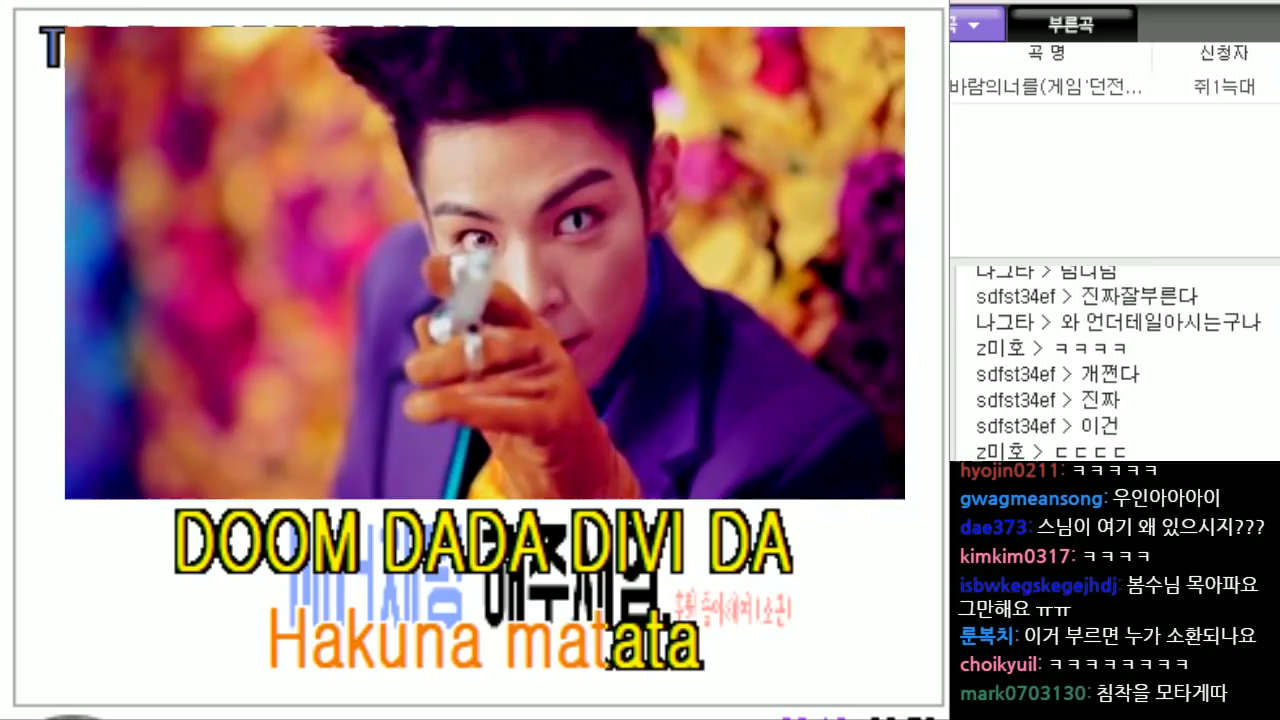 부른곡
곡 명 신청자
바람의너를(게임'던전... 쥐1늑대
나그타 > 님나님
sdfst34ef > 진짜잘부른다
나그타 > 와 언더테일아시는구나
z미호 > ㅋㅋㅋㅋ
sdfst34ef > 개쩐다
sdfst34ef > 진짜
sdfst34ef > 이건
z미호 > ㄷㄷㄷㄷ
DOOM DADA DIVI DA
Hakuna matata
hyojin0211: ㅋㅋㅋㅋㅋ
gwagmeansong: 우인아아아이
dae373: 스님이 여기 왜 있으시지???
kimkim0317: ㅋㅋㅋㅋ
isbwkegskegejhdj: 봄수님 목아파요
그만해요 ㅠㅠ
룬복치: 이거 부르면 누가 소환되나요
choikyuil: ㅋㅋㅋㅋㅋㅋㅋㅋ
mark0703130: 침착을 모타게따